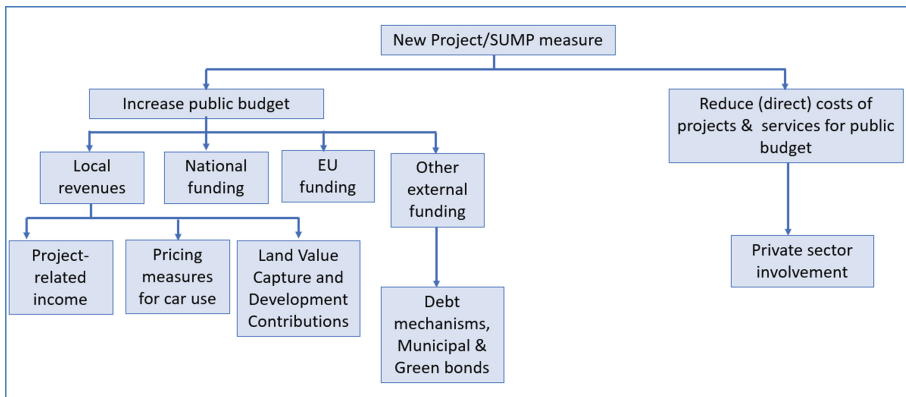 New Project/SUMP measure
Increase public budget
Reduce (direct) costs of
projects & services for public
budget
Local
revenues
National
funding
EU
funding
Other
external
funding
Project-
related
income
Pricing
measures
for car use
Land Value
Capture and
Development
Contributions
Private sector
involvement
Debt
mechanisms,
Municipal &
Green bonds